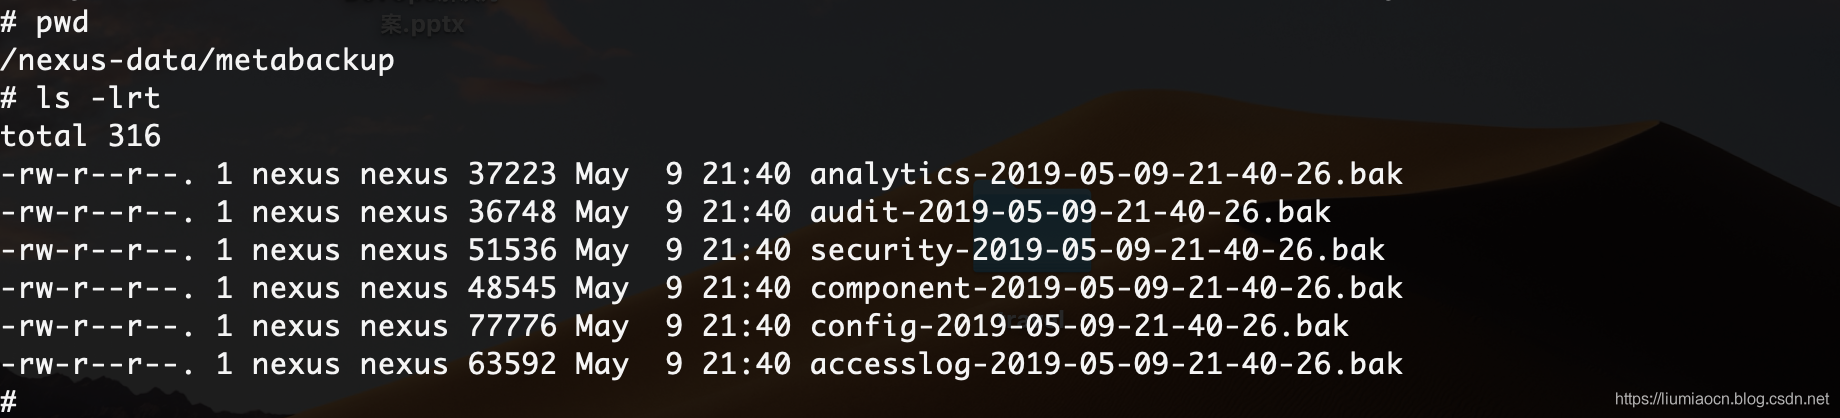 案.pptx
# pwd
/nexus-data/metabackup
# ls -lrt
total 316
-rw-r--r--. 1 nexus nexus 37223 May  9 21:40 analytics-2019-05-09-21-40-26.bak
-rw-r--r--. 1 nexus nexus 36748 May  9 21:40 audit-2019-05-09-21-40-26.bak
-rw-r--r--. 1 nexus nexus 51536 May  9 21:40 security-2019-05-09-21-40-26.bak
-rw-r--r--. 1 nexus nexus 48545 May  9 21:40 component-2019-05-09-21-40-26.bak
-rw-r--r--. 1 nexus nexus 77776 May  9 21:40 config-2019-05-09-21-40-26.bak
-rw-r--r--. 1 nexus nexus 63592 May  9 21:40 accesslog-2019-05-09-21-40-26.bak
#
https://liumiaocn.blog.csdn.net